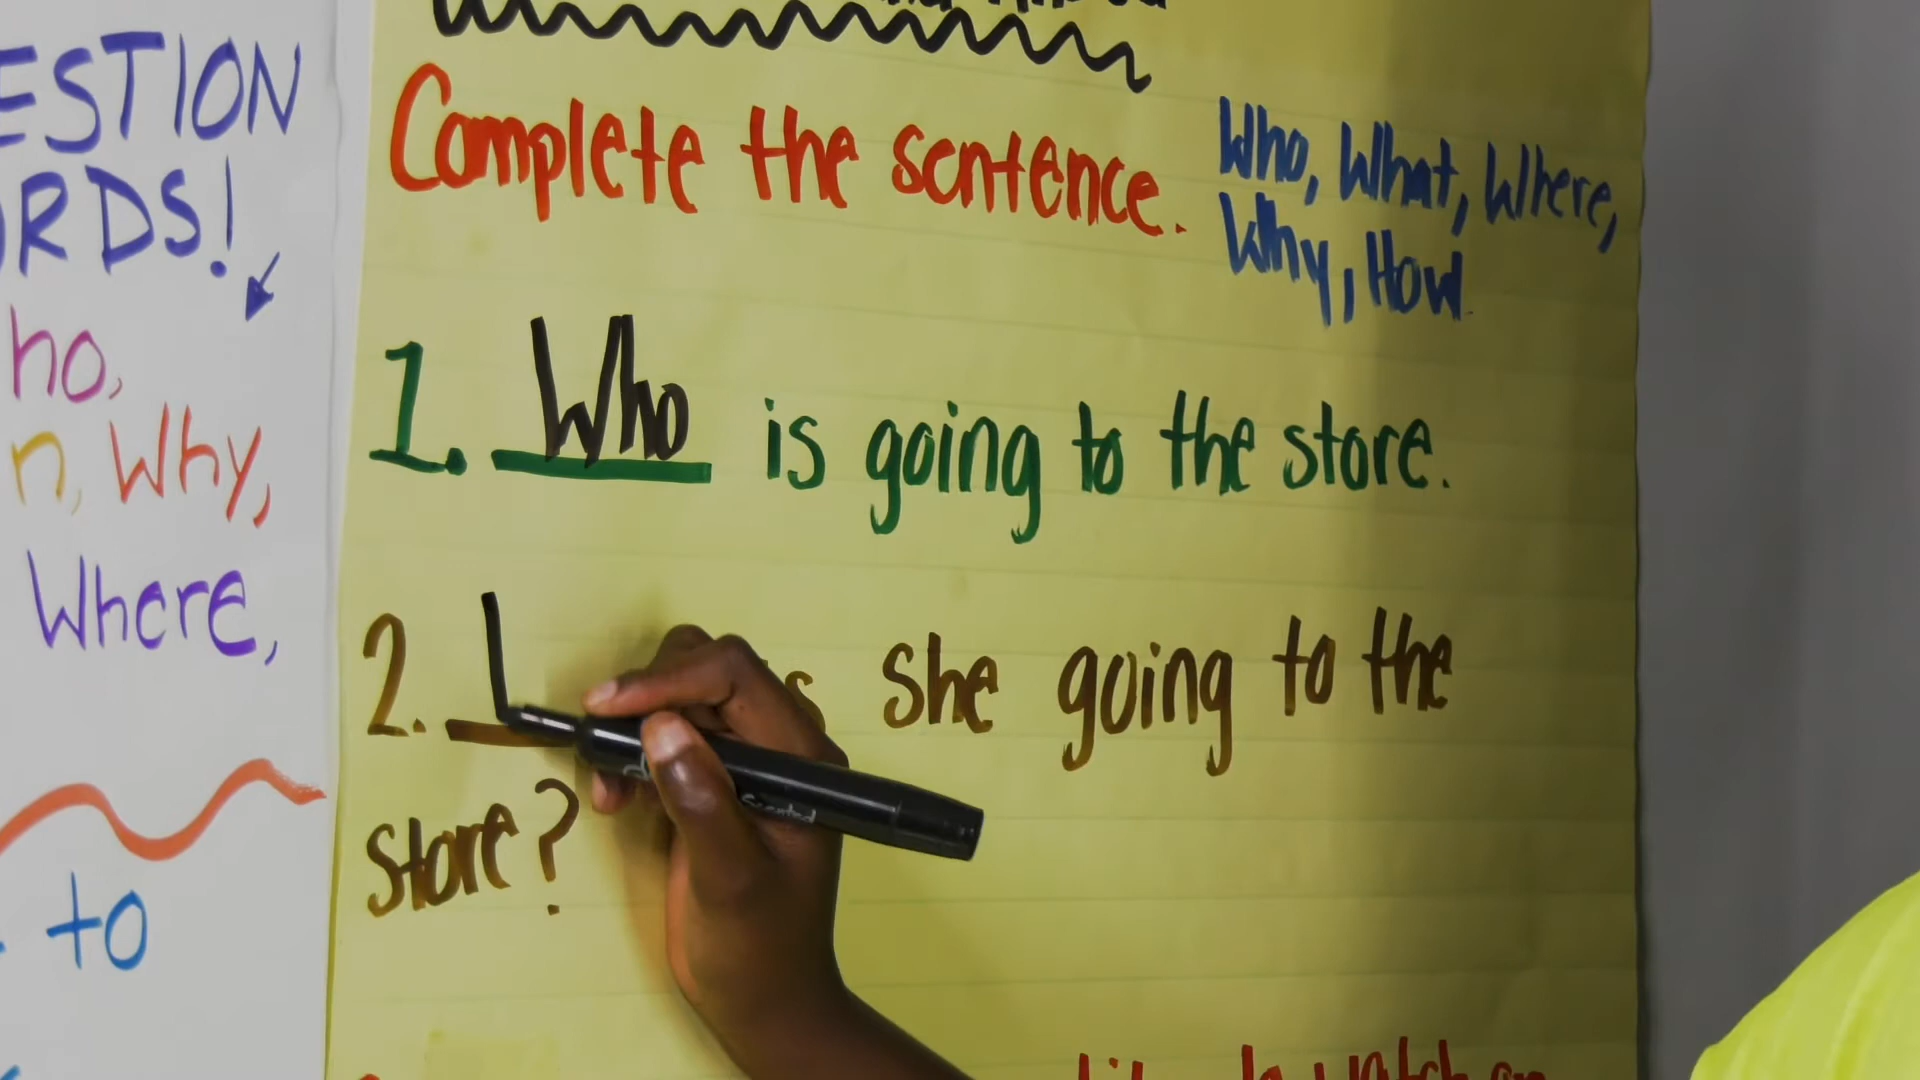 ESTION
RDS!
ho,
n, Why,
Where,
to
Complete the sentence.
Who, What, Where,
Why, How
1. Who is going to the store.
2. she going to the
store?
watch